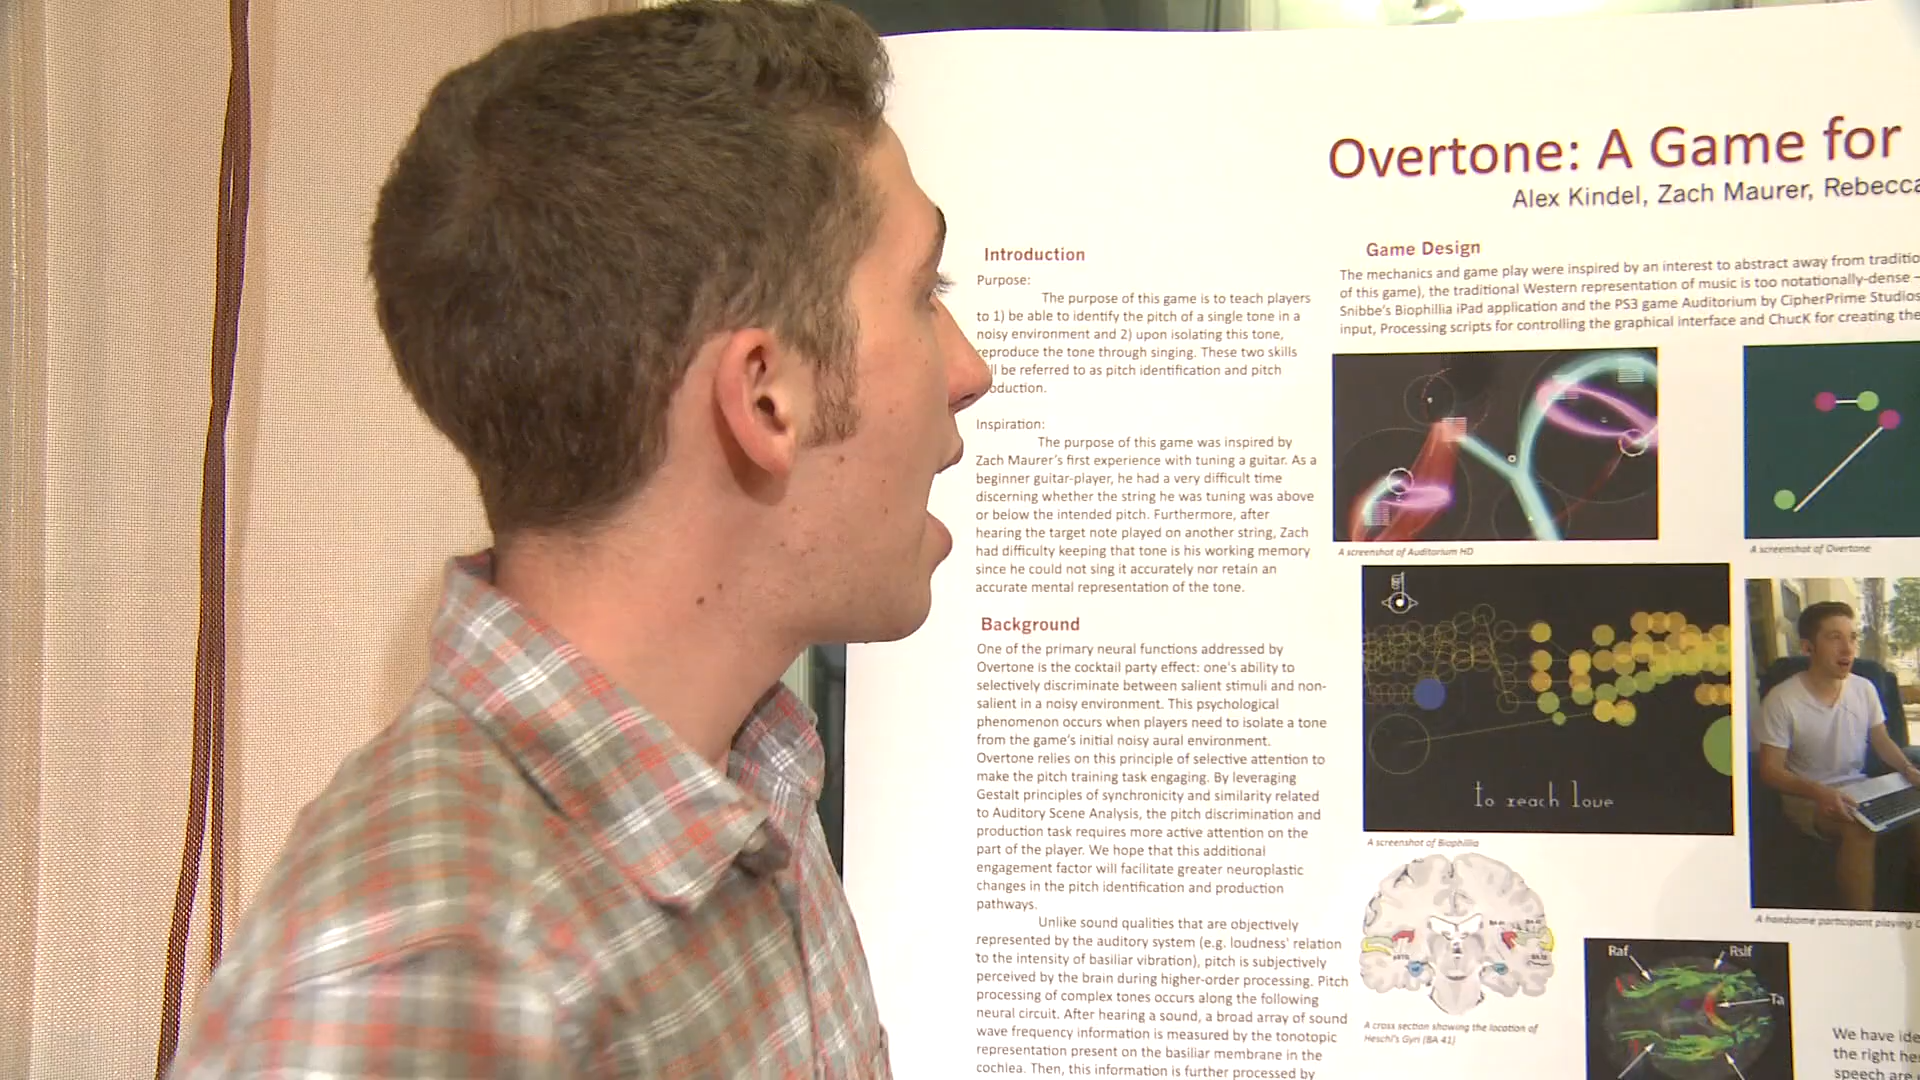 Overtone: A Game for
Alex Kindel, Zach Maurer, Rebecca
Introduction
Purpose:
The purpose of this game is to teach players
to 1) be able to identify the pitch of a single tone in a
noisy environment and 2) upon isolating this tone,
reproduce the tone through singing. These two skills
be referred to as pitch identification and pitch
Inspiration:
The purpose of this game was inspired by
Zach Maurer's first experience with tuning a guitar. As a
beginner guitar-player, he had a very difficult time
discerning whether the string he was tuning was above
or below the intended pitch. Furthermore, after
hearing the target note played on another string, Zach
had difficulty keeping that tone is his working memory
since he could not sing it accurately nor retain an
accurate mental representation of the tone.
Background
One of the primary neural functions addressed by
Overtone is the cocktail party effect: one's ability to
selectively discriminate between salient stimuli and non-
salient in a noisy environment. This psychological
phenomenon occurs when players need to isolate a tone
from the game's initial noisy aural environment.
Overtone relies on this principle of selective attention to
make the pitch training task engaging. By leveraging
Gestalt principles of synchronicity and similarity related
to Auditory Scene Analysis, the pitch discrimination and
production task requires more active attention on the
part of the player. We hope that this additional
engagement factor will facilitate greater neuroplastic
changes in the pitch identification and production
pathways.
Unlike sound qualities that are objectively
represented by the auditory system (e.g. loudness' relation
to the intensity of basiliar vibration), pitch is subjectively
perceived by the brain during higher-order processing. Pitch
processing of complex tones occurs along the following
neural circuit. After hearing a sound, a broad array of sound
wave frequency information is measured by the tonotopic
representation present on the basiliar membrane in the
cochlea. Then, this information is further processed by
Game Design
The mechanics and game play were inspired by an interest to abstract away from traditio
of this game), the traditional Western representation of music is too notationally-dense –
Snibbe's Biophillia iPad application and the PS3 game Auditorium by CipherPrime Studios
input, Processing scripts for controlling the graphical interface and ChucK for creating the
A screenshot of Auditorium HD
A screenshot of Overtone
to reach love
A screenshot of Biophillia
A handsome participant playing
A cross section showing the location of
Heschl's Gyri (BA 41)
Raf
Rslf
Ta
We have ide
the right he
speech are